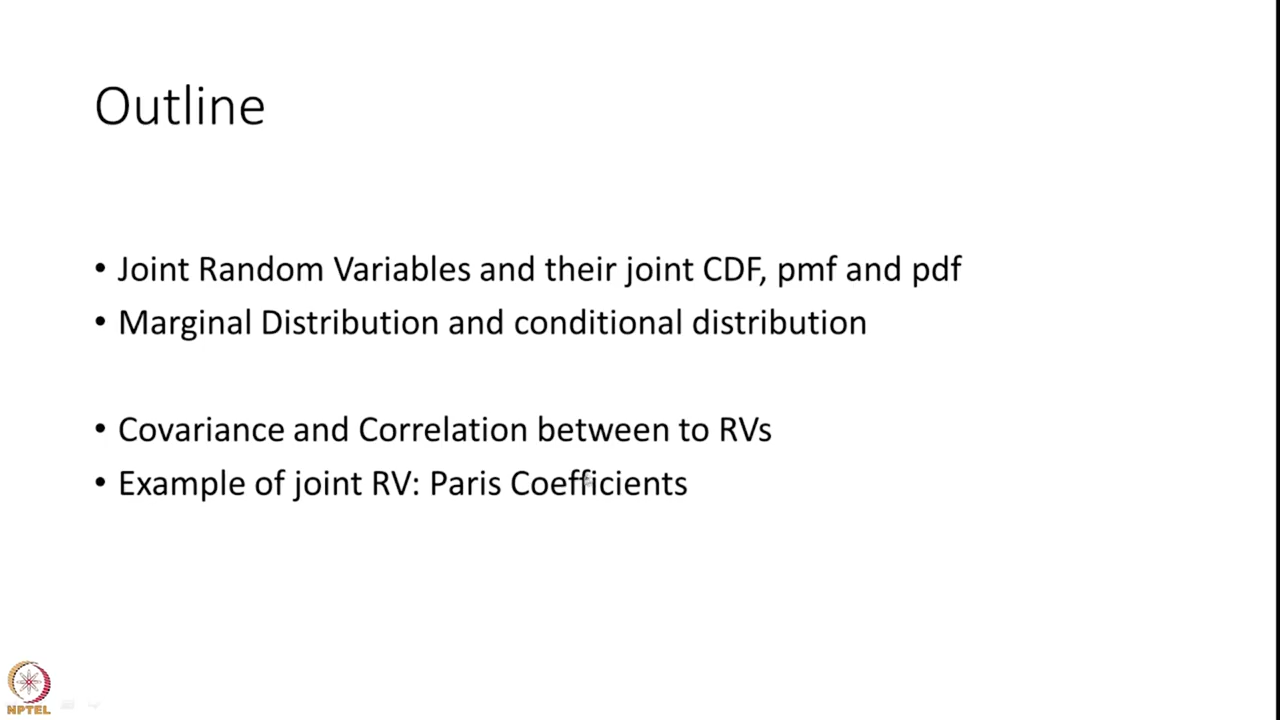 Outline
• Joint Random Variables and their joint CDF, pmf and pdf
• Marginal Distribution and conditional distribution
• Covariance and Correlation between to RVs
• Example of joint RV: Paris Coefficients
NPTEL